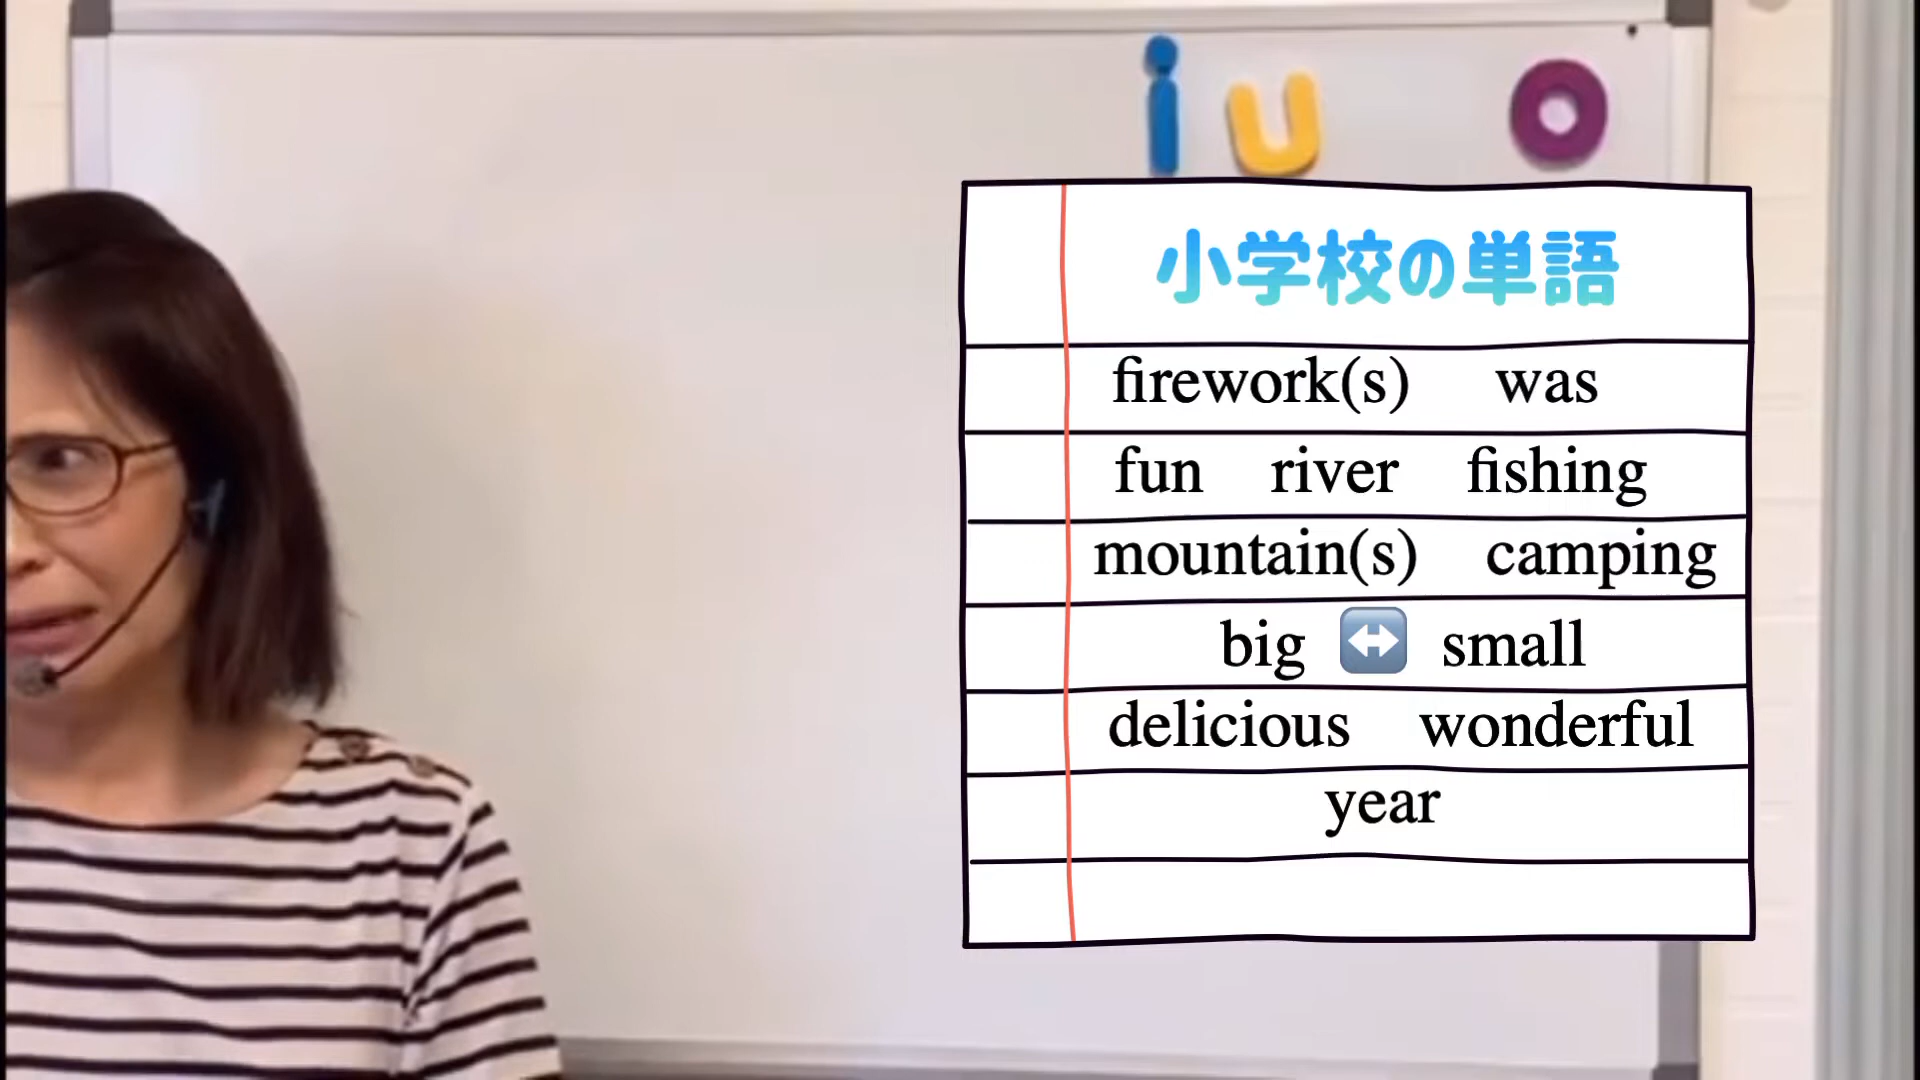 i u o
小学校の単語
firework(s) was
fun river fishing
mountain(s) camping
big ↔ small
delicious wonderful
year